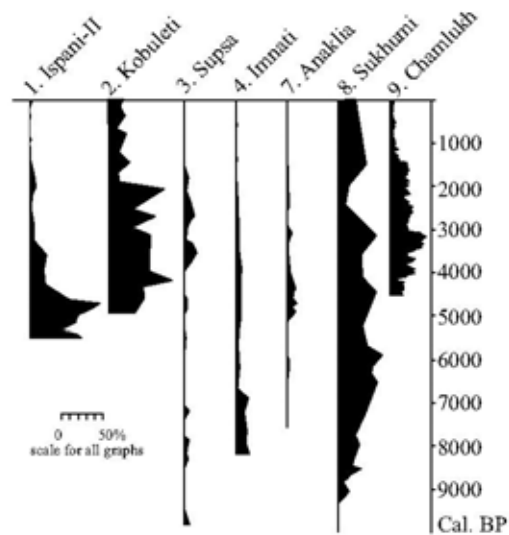 1. Ispani-II
2. Kobuleti
3. Supsa
4. Imnati
7. Anaklia
8. Sukhumi
9. Chamlukh
1000
2000
3000
4000
5000
6000
7000
8000
9000
Cal. BP
0 50%
scale for all graphs